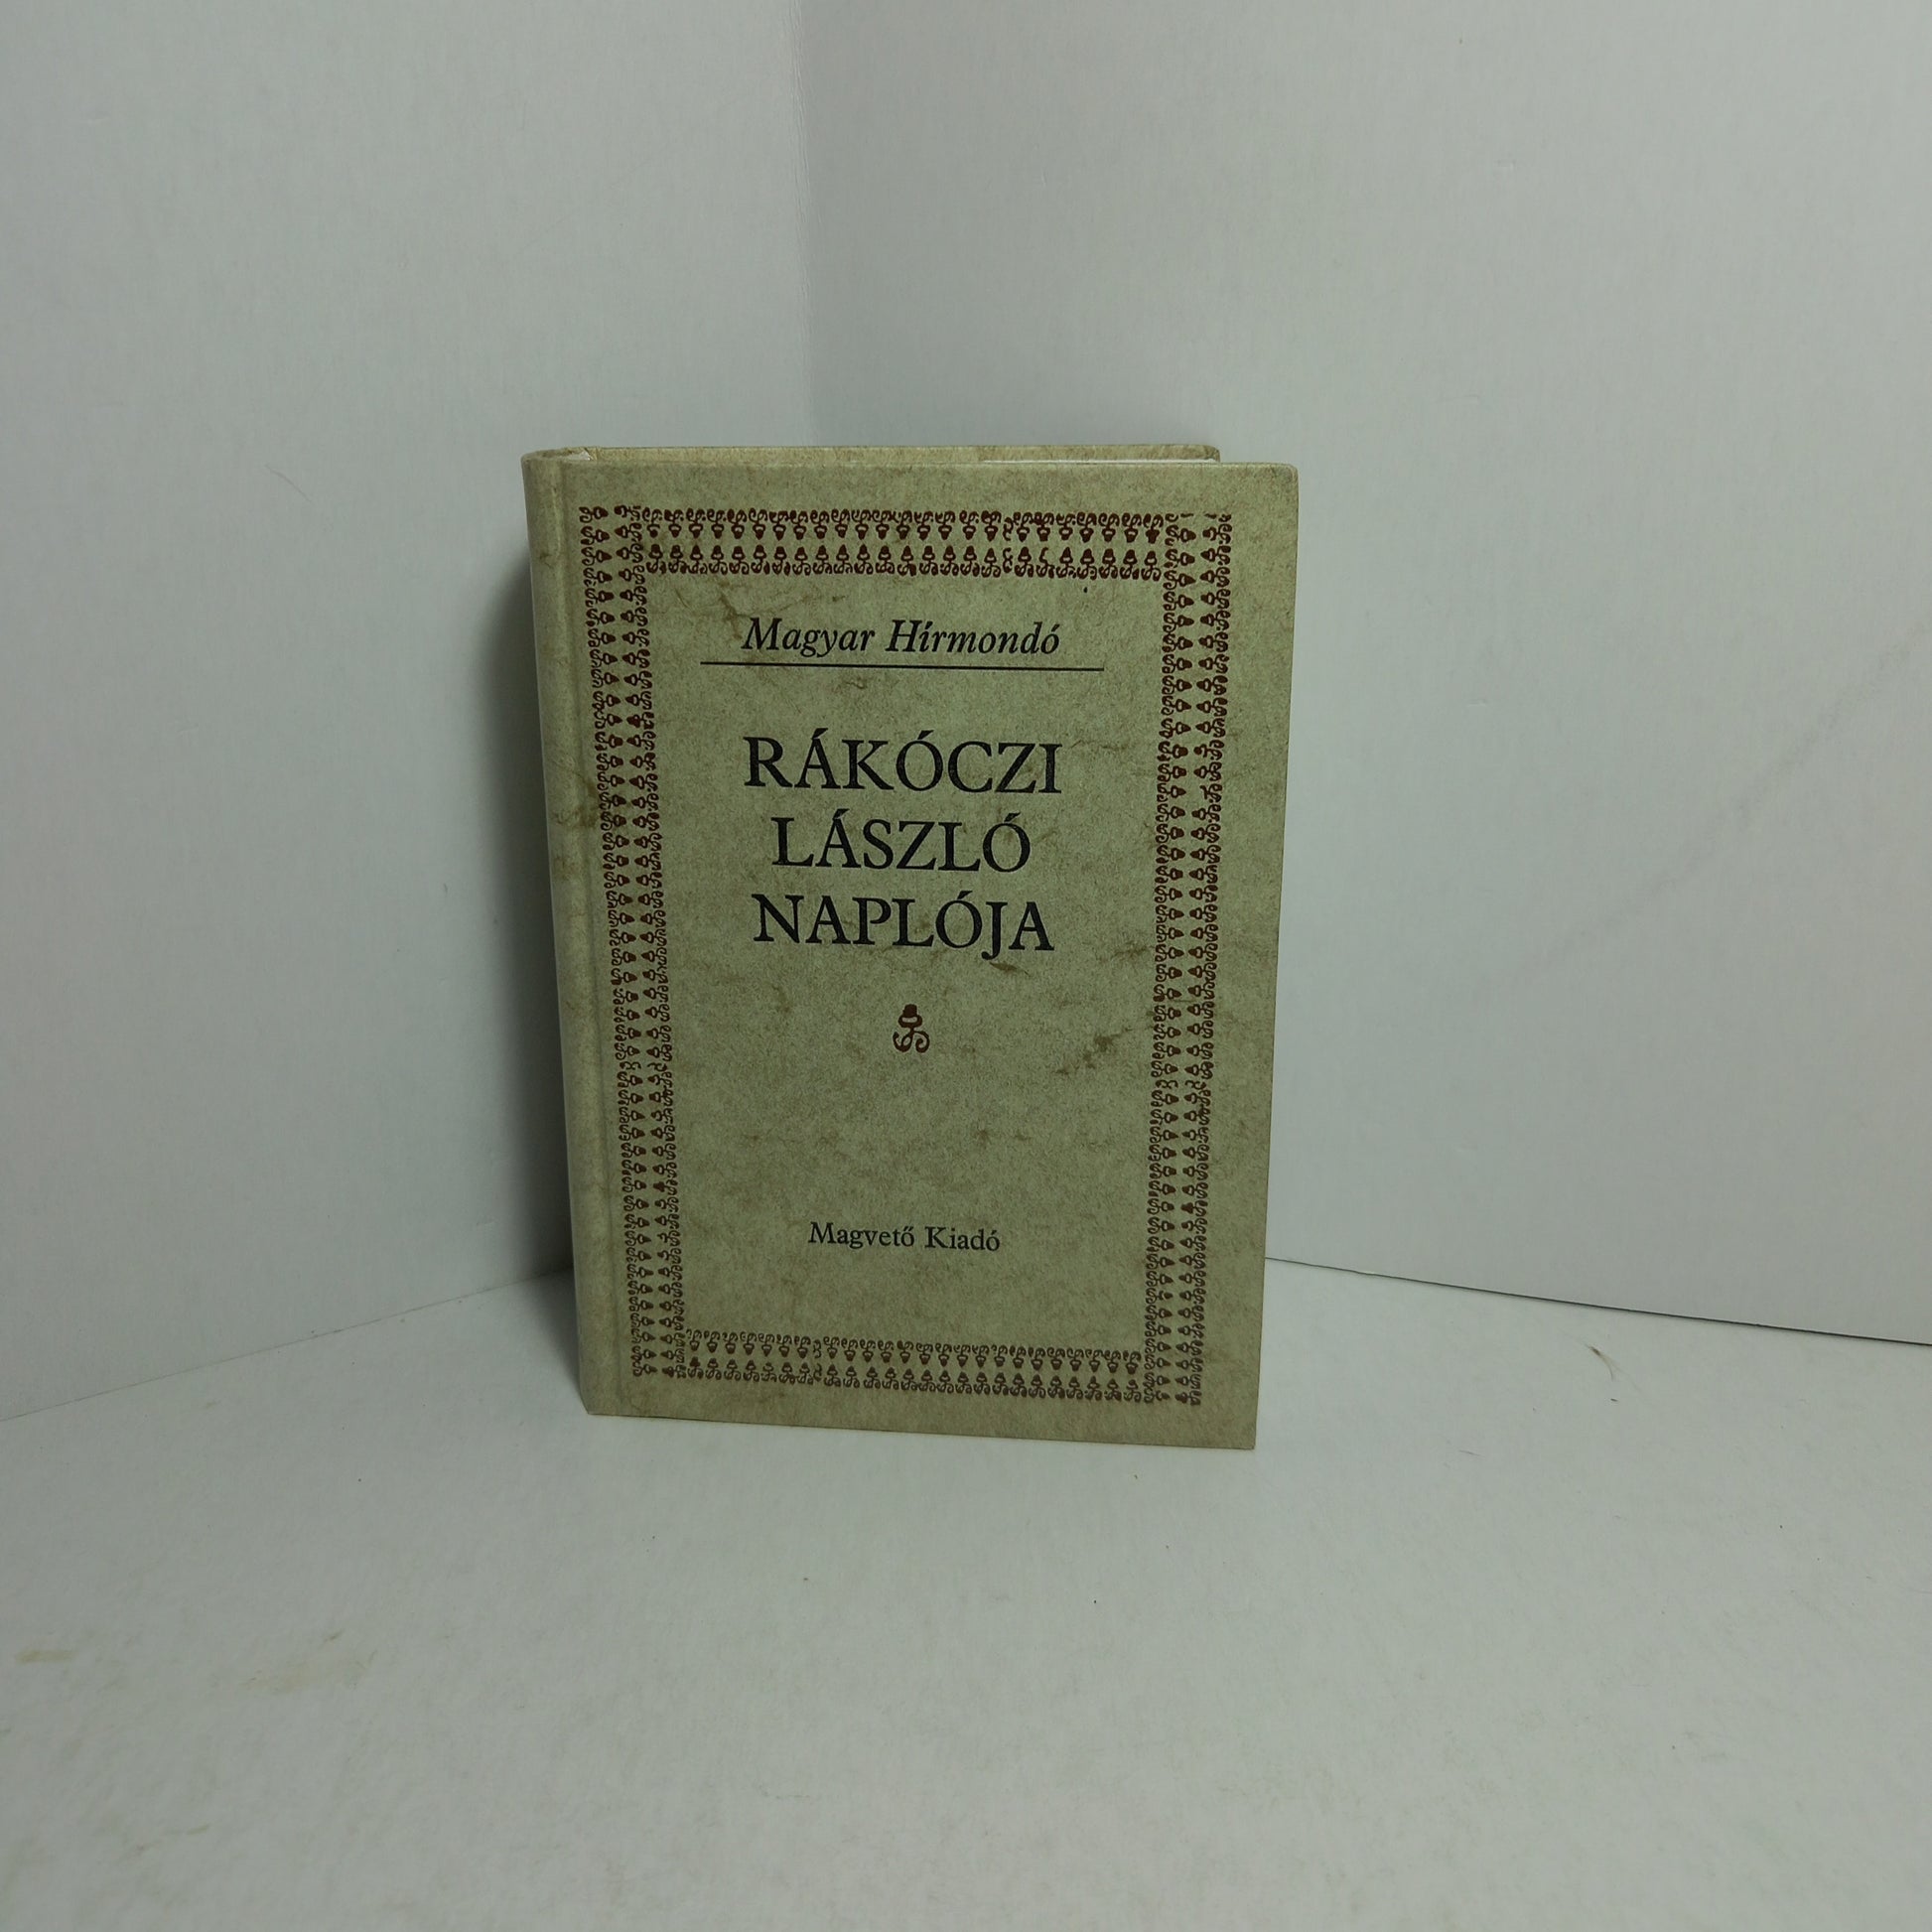 Magyar Hírmondó
RÁKÓCZI
LÁSZLÓ
NAPLÓJA
Magvető Kiadó